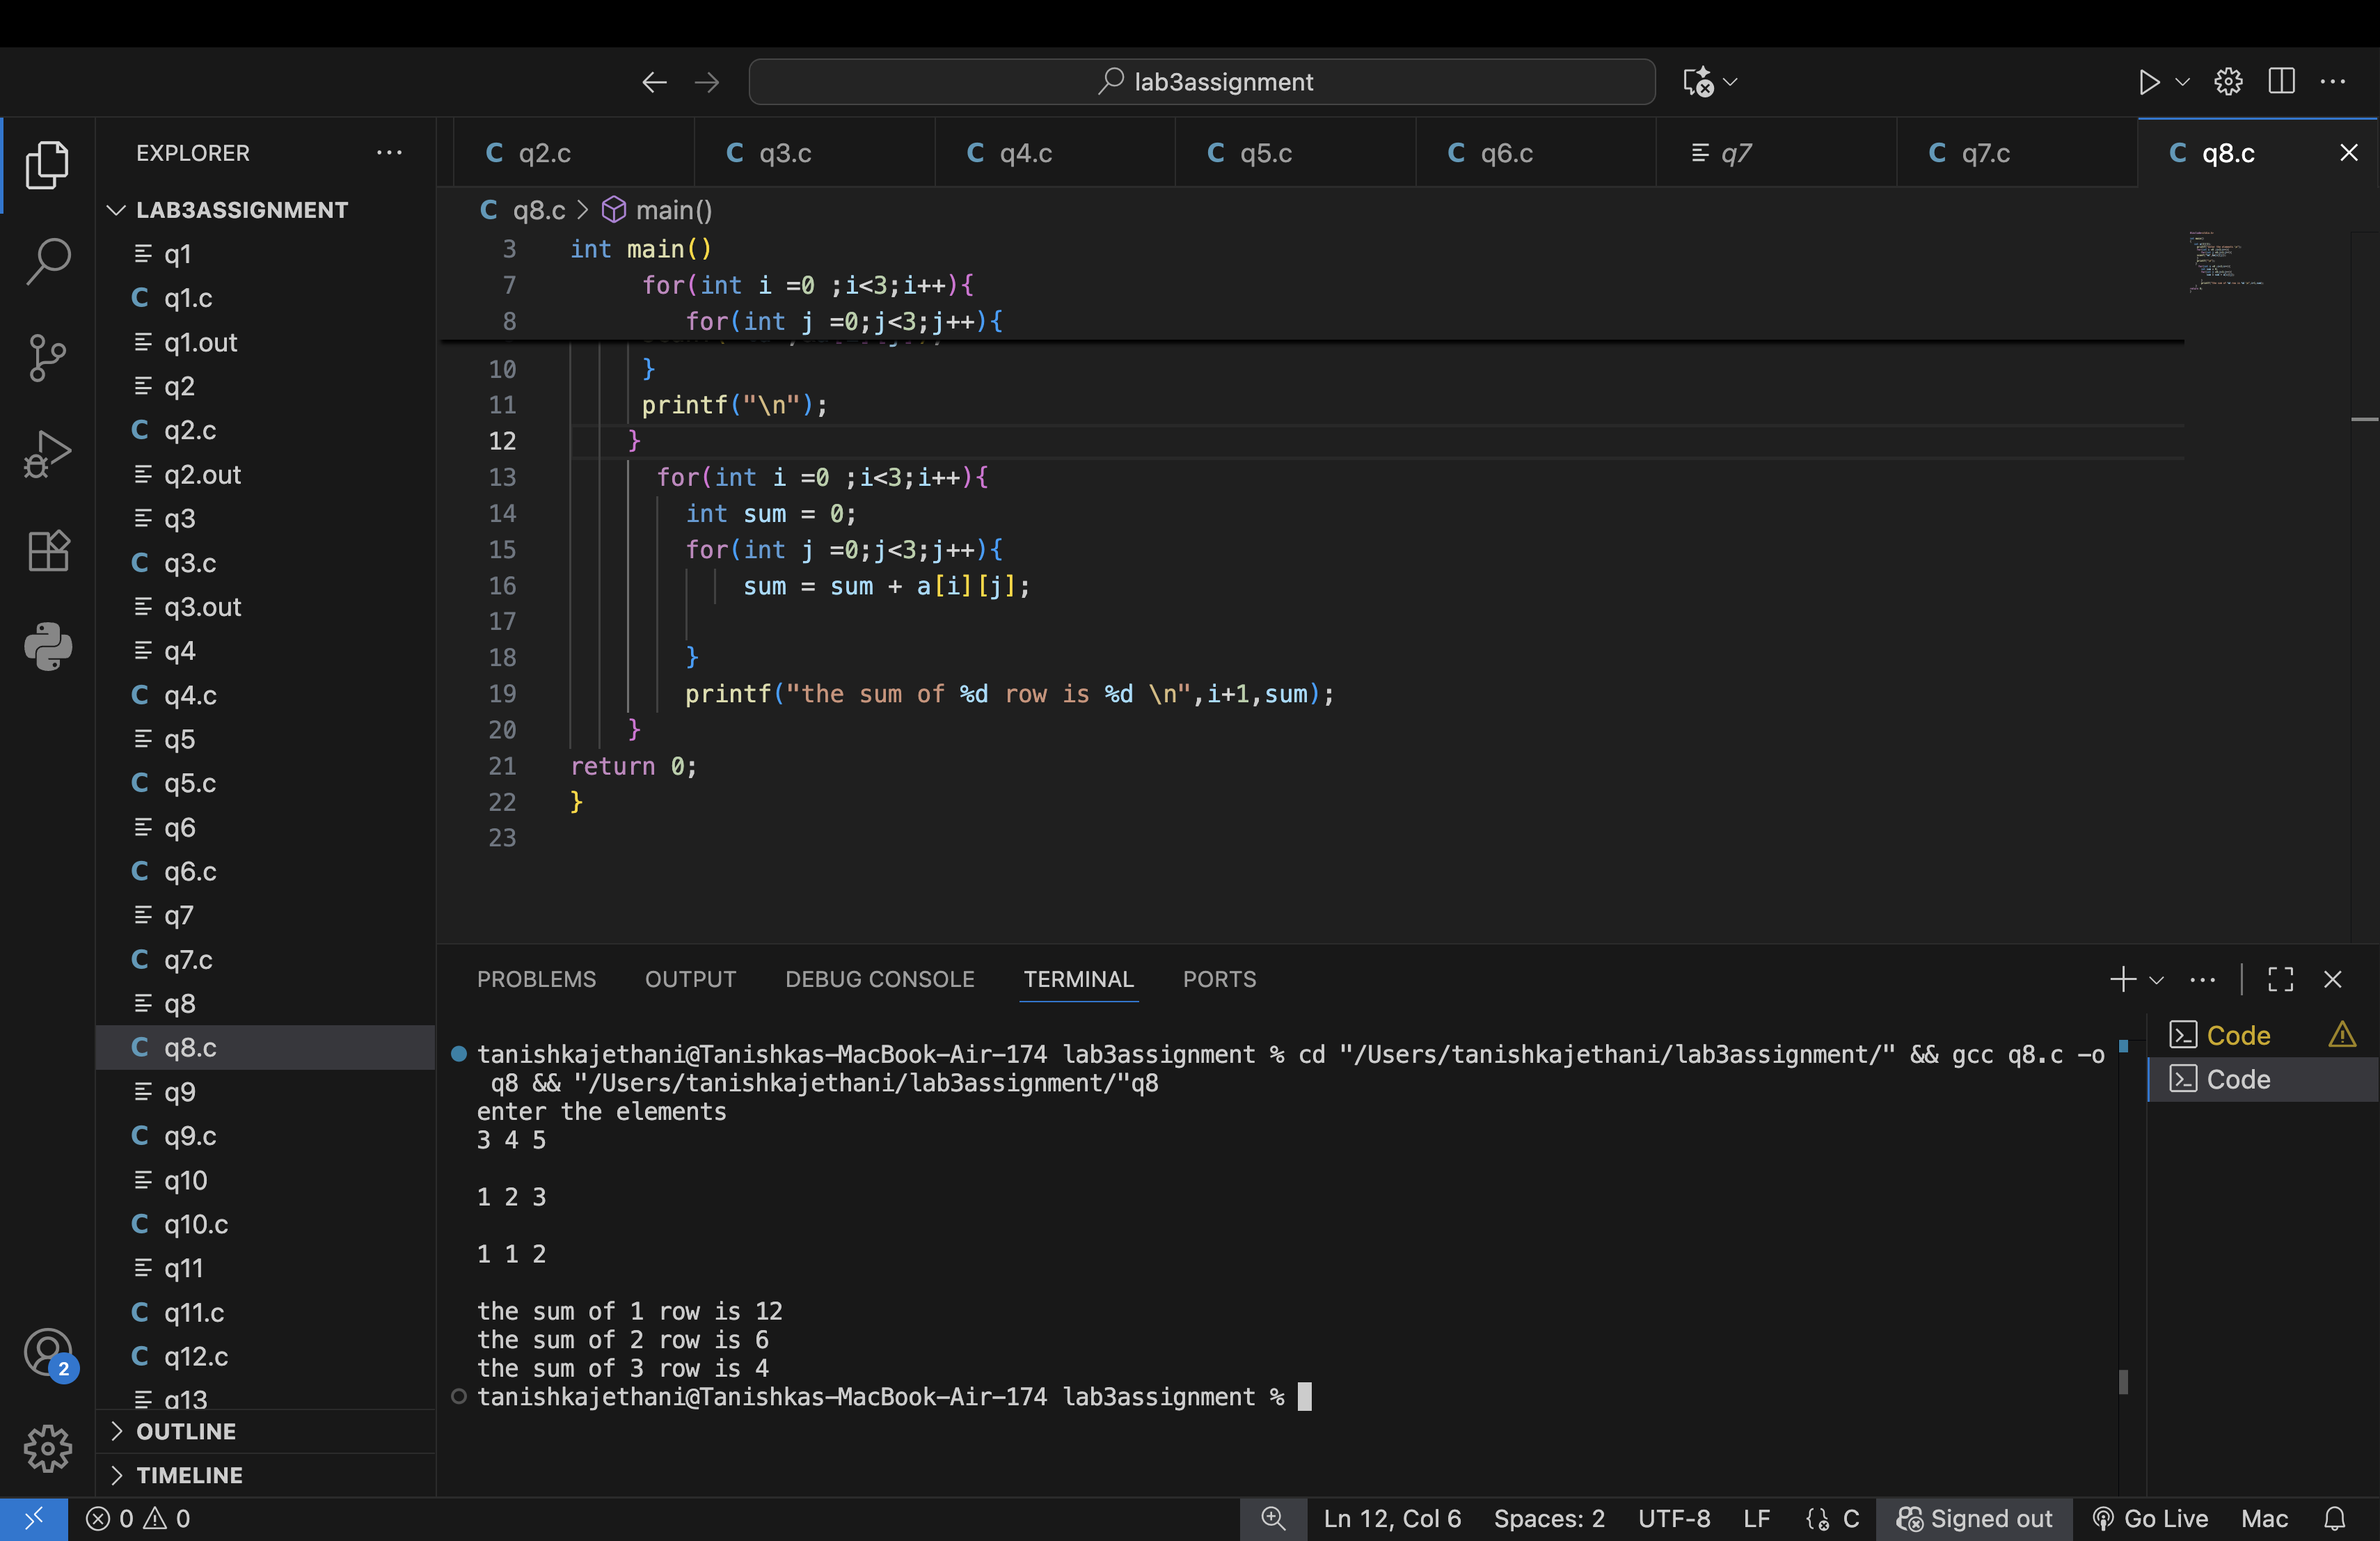 lab3assignment
EXPLORER
LAB3ASSIGNMENT
q1
C q1.c
q1.out
q2
C q2.c
q2.out
q3
C q3.c
q3.out
q4
C q4.c
q5
C q5.c
q6
C q6.c
q7
C q7.c
q8
C q8.c
q9
C q9.c
q10
C q10.c
q11
C q11.c
C q12.c
q13
OUTLINE
TIMELINE
2
C q2.c
C q3.c
C q4.c
C q5.c
C q6.c
q7
C q7.c
C q8.c
C q8.c > main()
3 int main()
7 for(int i =0 ;i<3;i++){
8 for(int j =0;j<3;j++){
10 }
11 printf("\n");
12 }
13 for(int i =0 ;i<3;i++){
14 int sum = 0;
15 for(int j =0;j<3;j++){
16 sum = sum + a[i][j];
17
18 }
19 printf("the sum of %d row is %d \n",i+1,sum);
20 }
21 return 0;
22 }
23
PROBLEMS OUTPUT DEBUG CONSOLE TERMINAL PORTS
tanishkajethani@Tanishkas-MacBook-Air-174 lab3assignment % cd "/Users/tanishkajethani/lab3assignment/" && gcc q8.c -o
q8 && "/Users/tanishkajethani/lab3assignment/"q8
enter the elements
3 4 5
1 2 3
1 1 2
the sum of 1 row is 12
the sum of 2 row is 6
the sum of 3 row is 4
tanishkajethani@Tanishkas-MacBook-Air-174 lab3assignment %
Code
Code
0 0
Ln 12, Col 6 Spaces: 2 UTF-8 LF C Signed out Go Live Mac